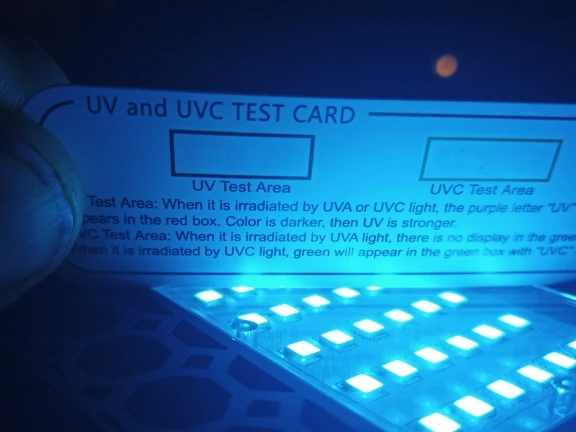 UV and UVC TEST CARD
UV Test Area
UVC Test Area
Test Area: When it is irradiated by UVA or UVC light, the purple letter "UV"
pears in the red box. Color is darker, then UV is stronger.
VC Test Area: When it is irradiated by UVA light, there is no display in the gree
When it is irradiated by UVC light, green will appear in the green box with "UVC"